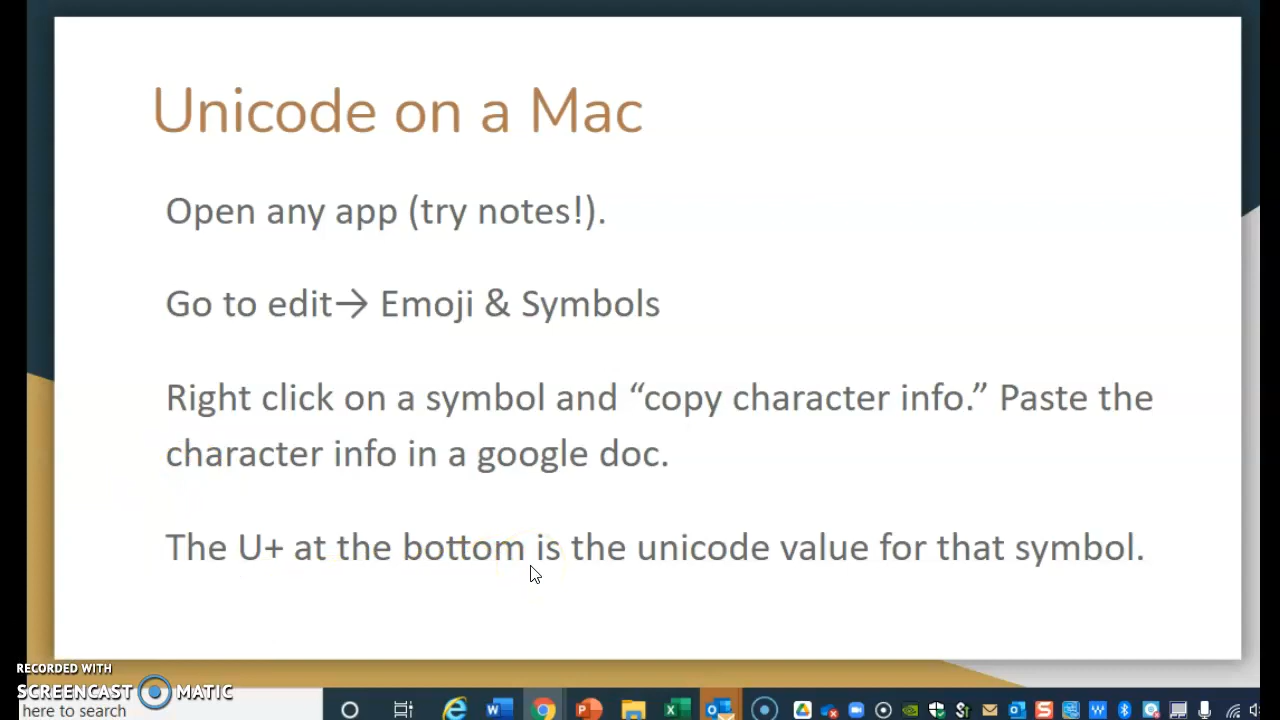 Unicode on a Mac
Open any app (try notes!).
Go to edit→ Emoji & Symbols
Right click on a symbol and “copy character info.” Paste the
character info in a google doc.
The U+ at the bottom is the unicode value for that symbol.
RECORDED WITH
SCREENCAST MATIC
here to search